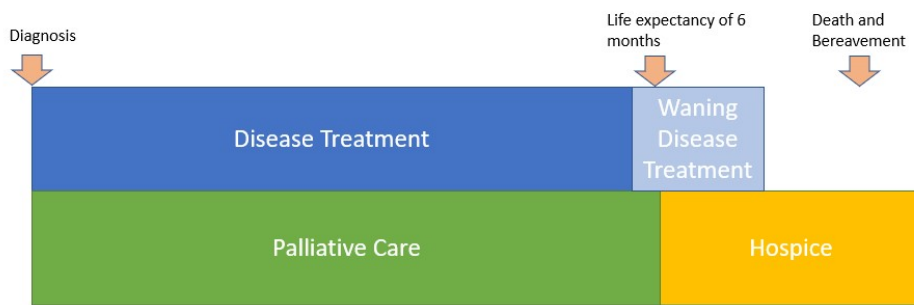 Diagnosis
Life expectancy of 6
months
Death and
Bereavement
Disease Treatment
Waning
Disease
Treatment
Palliative Care
Hospice